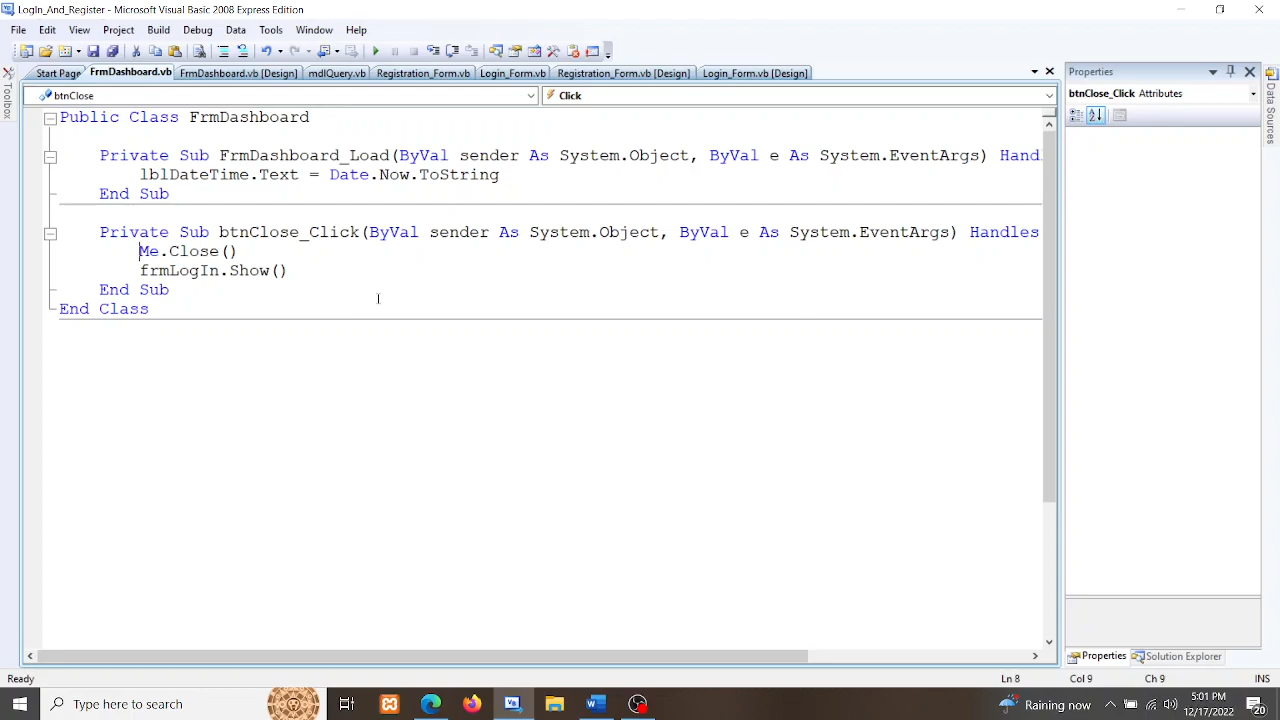 LogIn_And_Register - Microsoft Visual Basic 2008 Express Edition
File Edit View Project Build Debug Data Tools Window Help
Start Page FrmDashboard.vb FrmDashboard.vb [Design] mdlQuery.vb Registration_Form.vb Login_Form.vb Registration_Form.vb [Design] Login_Form.vb [Design]
Properties
Toolbox
Data Sources
btnClose
Click
btnClose_Click Attributes
Public Class FrmDashboard
Private Sub FrmDashboard_Load(ByVal sender As System.Object, ByVal e As System.EventArgs) Handl
lblDateTime.Text = Date.Now.ToString
End Sub
Private Sub btnClose_Click(ByVal sender As System.Object, ByVal e As System.EventArgs) Handles
Me.Close()
frmLogIn.Show()
End Sub
End Class
Properties Solution Explorer
Ready
Ln 8 Col 9 Ch 9 INS
Type here to search
Raining now
5:01 PM
12/17/2022
20